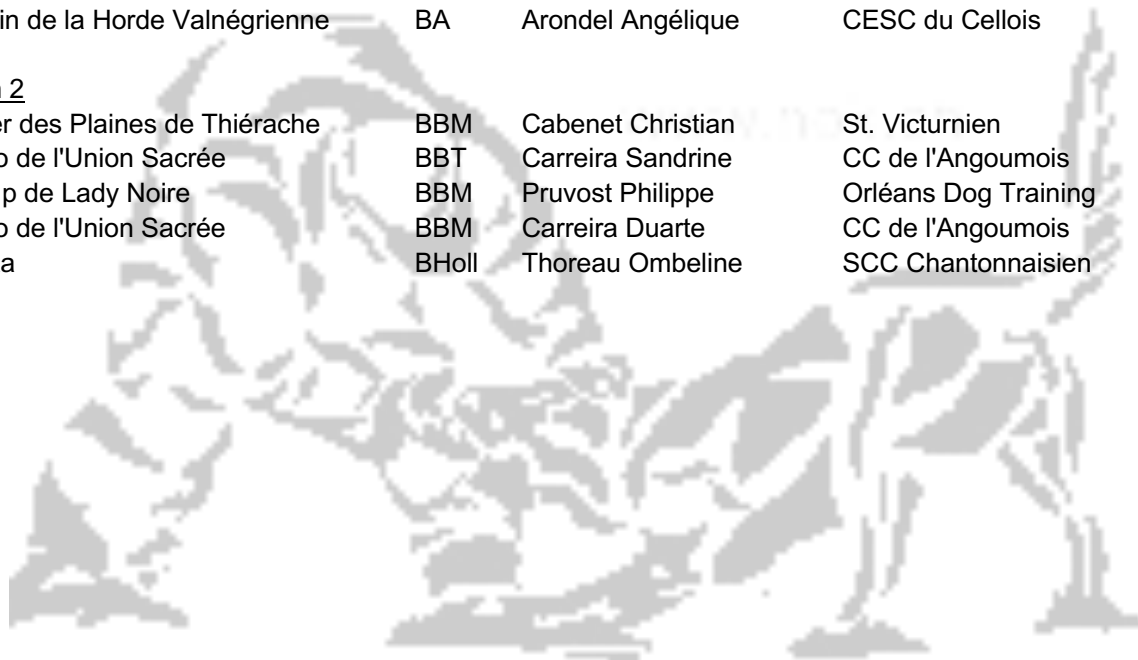 in de la Horde Valnégrienne BA Arondel Angélique CESC du Cellois
2
er des Plaines de Thiérache BBM Cabenet Christian St. Victurnien
o de l'Union Sacrée BBT Carreira Sandrine CC de l'Angoumois
p de Lady Noire BBM Pruvost Philippe Orléans Dog Training
o de l'Union Sacrée BBM Carreira Duarte CC de l'Angoumois
a BHoll Thoreau Ombeline SCC Chantonnaisien